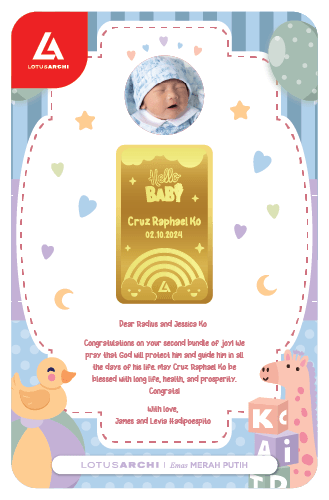 LOTUSARCHI
Hello
BABY
Cruz Raphael Ko
02.10.2024
Dear Radius and Jessica Ko
Congratulations on your second bundle of joy! We
pray that God will protect him and guide him in all
the days of his life. May Cruz Raphael Ko be
blessed with long life, health, and prosperity.
Congrats!
With love,
James and Levia Hadipoespito
K
A i
LOTUSARCHI | Emas MERAH PUTIH